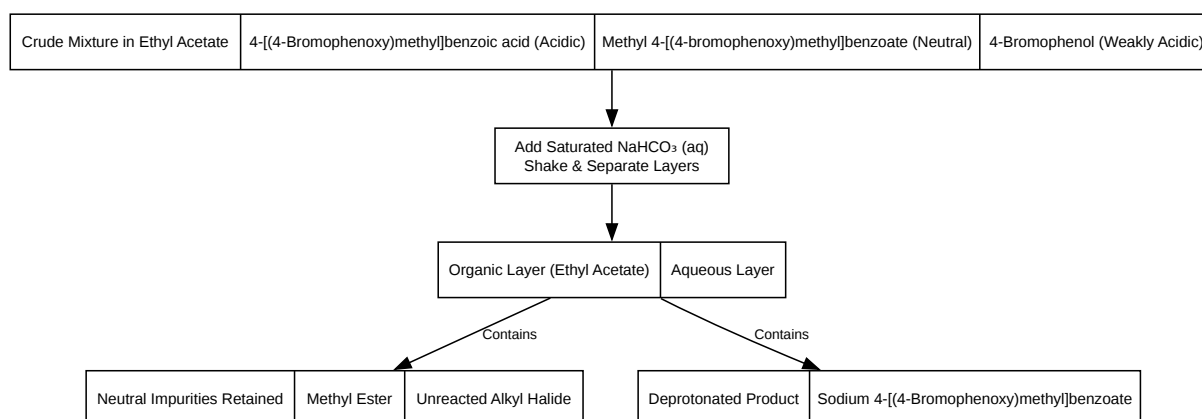 Crude Mixture in Ethyl Acetate
4-[(4-Bromophenoxy)methyl]benzoic acid (Acidic)
Methyl 4-[(4-bromophenoxy)methyl]benzoate (Neutral)
4-Bromophenol (Weakly Acidic)
Add Saturated NaHCO₃ (aq)
Shake & Separate Layers
Organic Layer (Ethyl Acetate)
Aqueous Layer
Contains
Contains
Neutral Impurities Retained
Methyl Ester
Unreacted Alkyl Halide
Deprotonated Product
Sodium 4-[(4-Bromophenoxy)methyl]benzoate